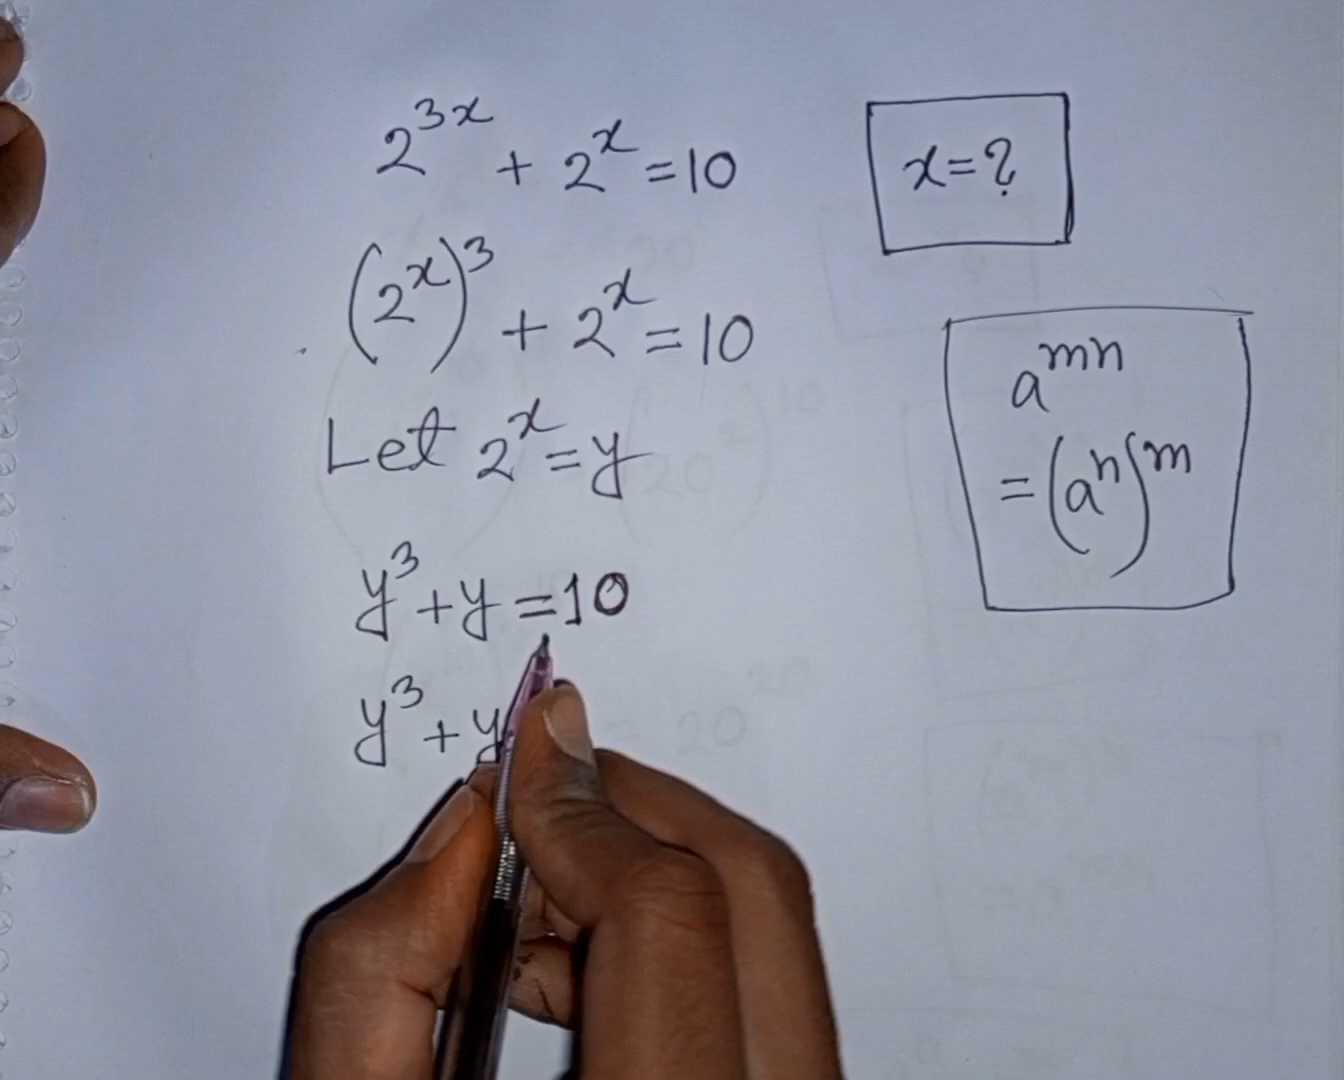 2^{3x} + 2^x = 10
x = ?
(2^x)^3 + 2^x = 10
Let 2^x = y
a^{mn}
= (a^n)^m
y^3 + y = 10
y^3 + y